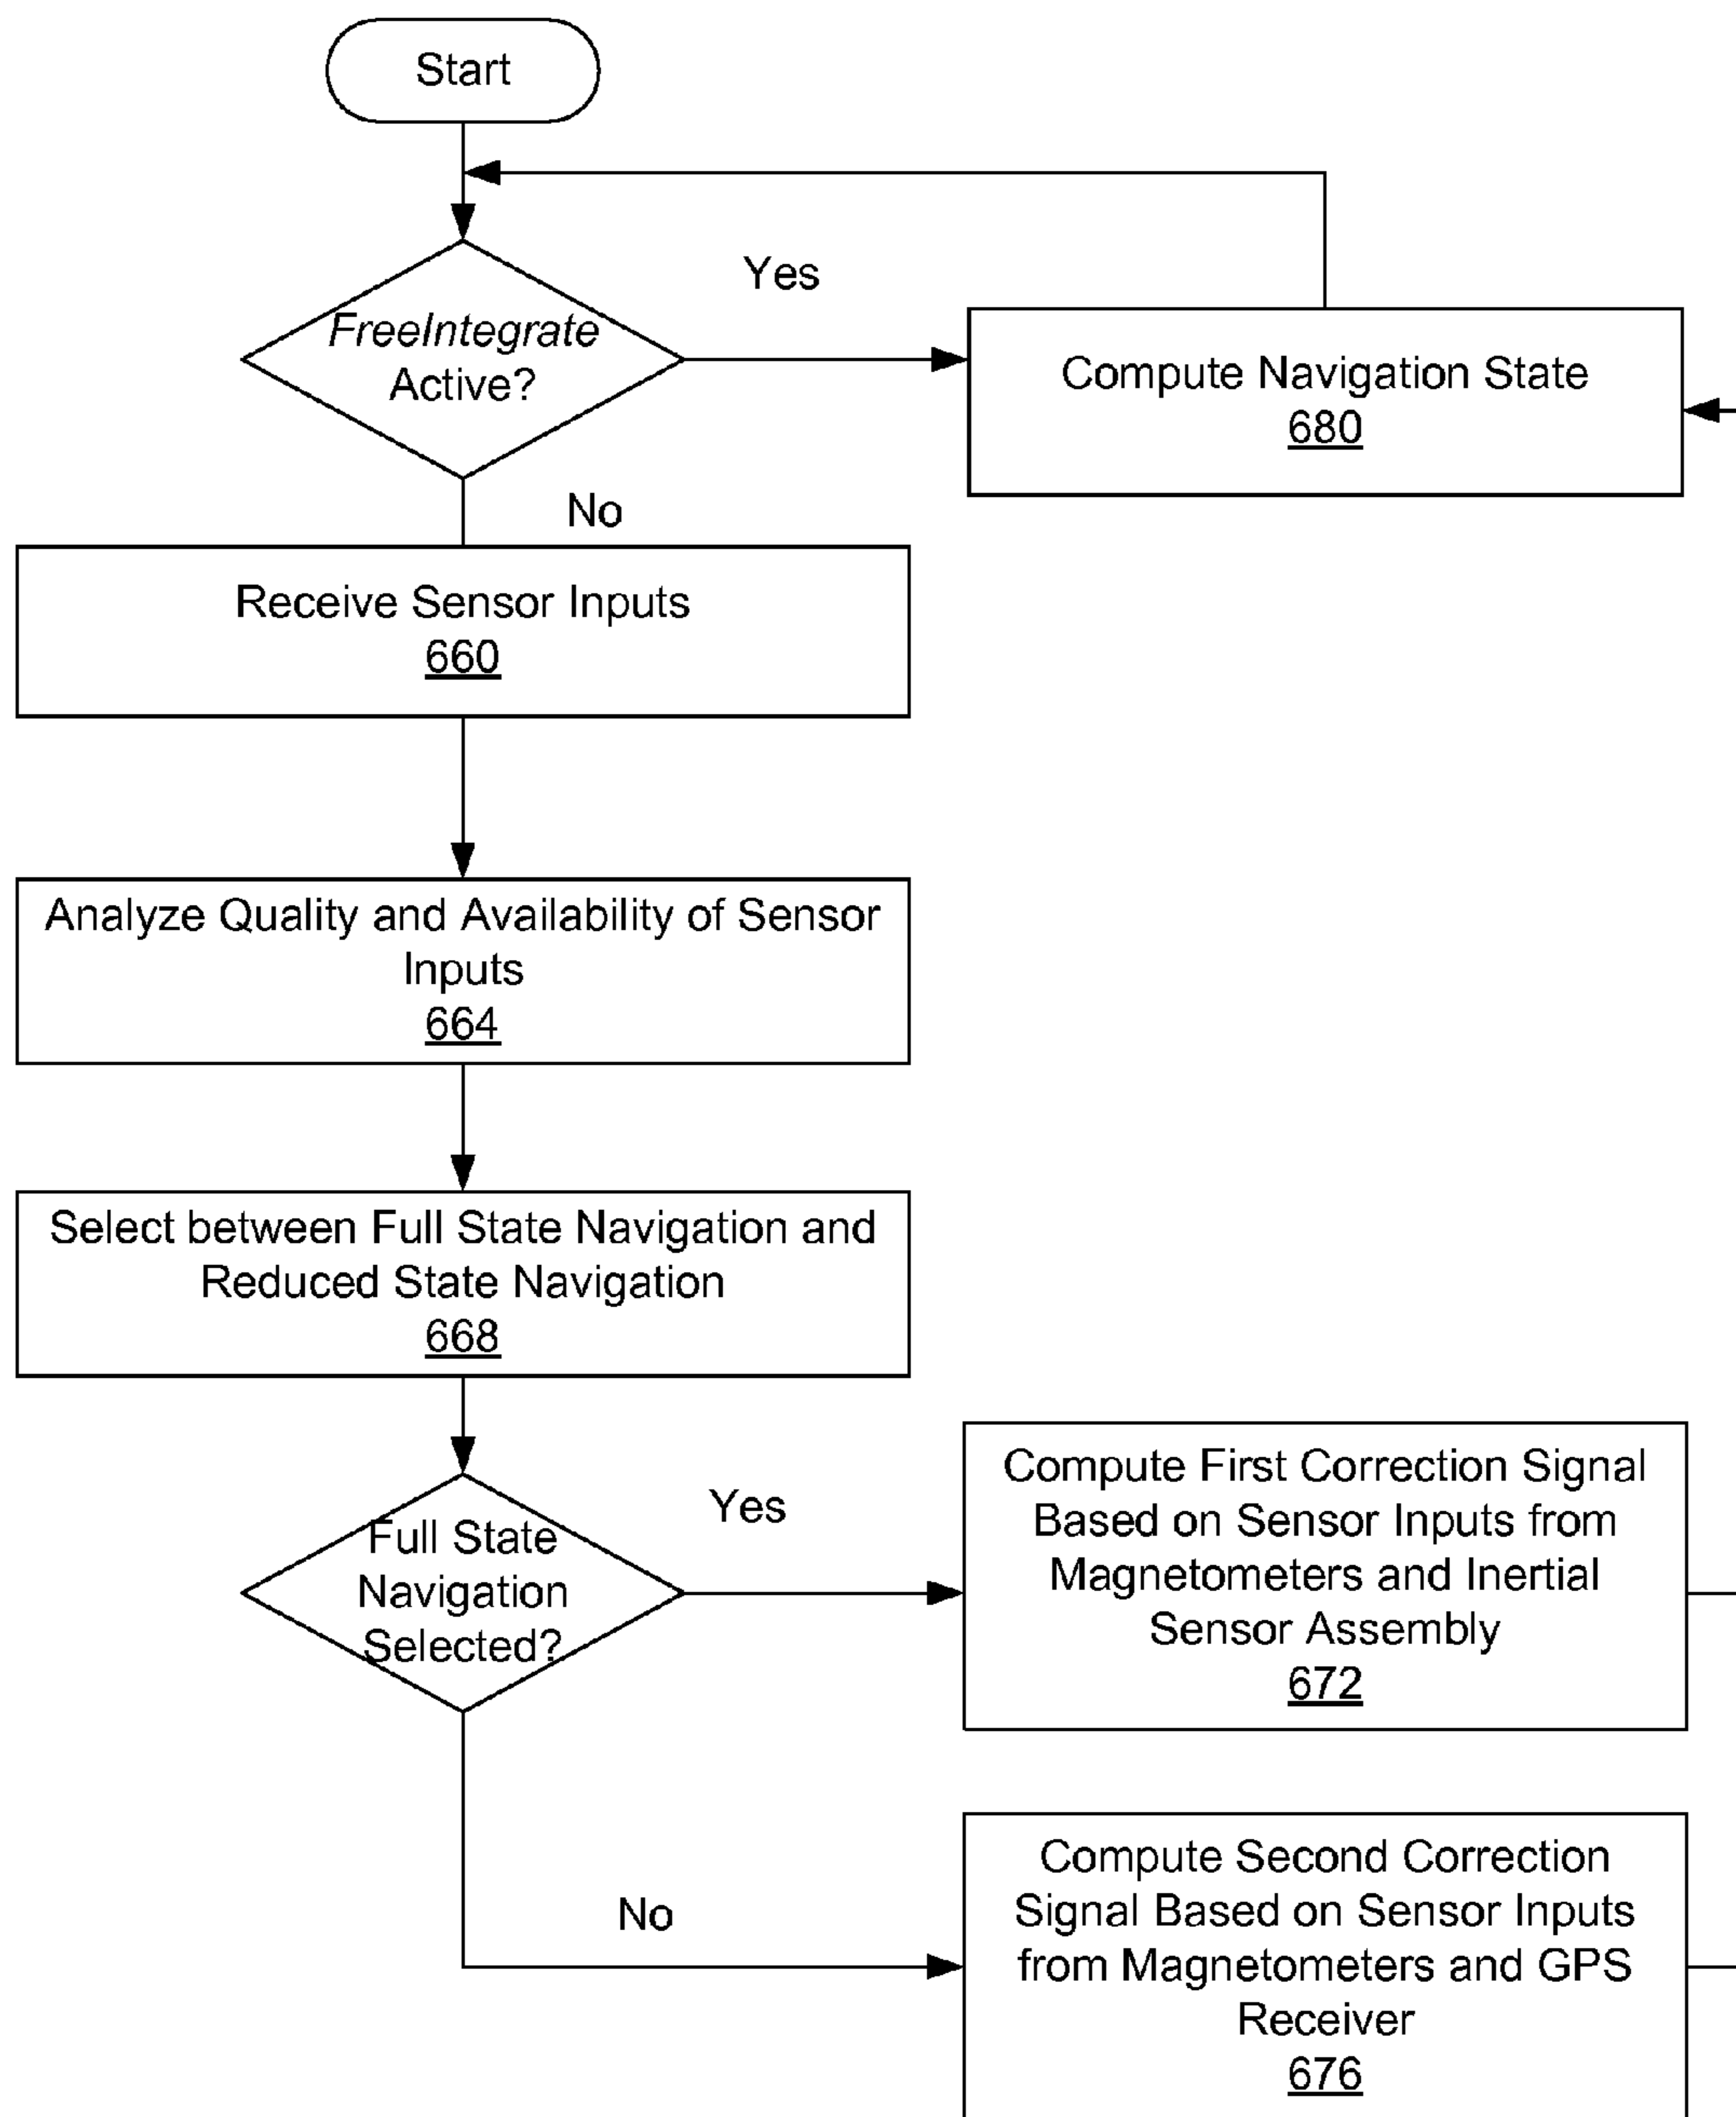 Start
Yes
FreeIntegrate
Active?
Compute Navigation State
680
No
Receive Sensor Inputs
660
Analyze Quality and Availability of Sensor
Inputs
664
Select between Full State Navigation and
Reduced State Navigation
668
Full State
Navigation
Selected?
Yes
Compute First Correction Signal
Based on Sensor Inputs from
Magnetometers and Inertial
Sensor Assembly
672
No
Compute Second Correction
Signal Based on Sensor Inputs
from Magnetometers and GPS
Receiver
676